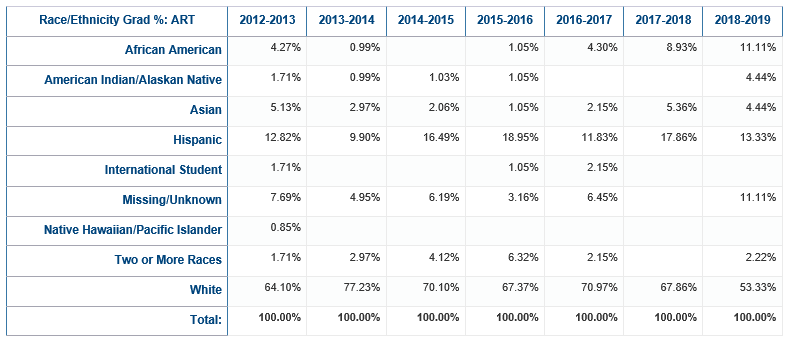 Race/Ethnicity Grad %: ART 2012-2013 2013-2014 2014-2015 2015-2016 2016-2017 2017-2018 2018-2019
African American 4.27% 0.99% 1.05% 4.30% 8.93% 11.11%
American Indian/Alaskan Native 1.71% 0.99% 1.03% 1.05% 4.44%
Asian 5.13% 2.97% 2.06% 1.05% 2.15% 5.36% 4.44%
Hispanic 12.82% 9.90% 16.49% 18.95% 11.83% 17.86% 13.33%
International Student 1.71% 1.05% 2.15%
Missing/Unknown 7.69% 4.95% 6.19% 3.16% 6.45% 11.11%
Native Hawaiian/Pacific Islander 0.85%
Two or More Races 1.71% 2.97% 4.12% 6.32% 2.15% 2.22%
White 64.10% 77.23% 70.10% 67.37% 70.97% 67.86% 53.33%
Total: 100.00% 100.00% 100.00% 100.00% 100.00% 100.00% 100.00%